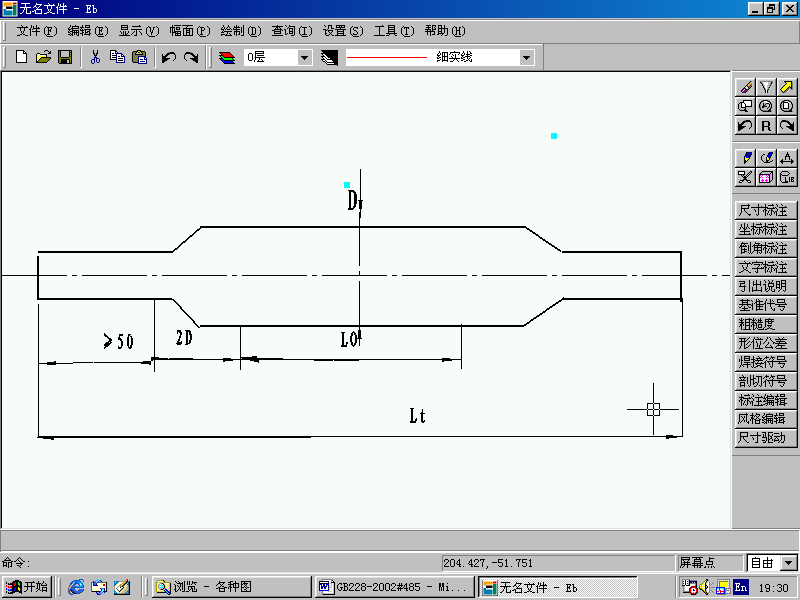 无名文件 - Eb
文件(F) 编辑(E) 显示(V) 幅面(P) 绘制(D) 查询(I) 设置(S) 工具(T) 帮助(H)
0层 细实线
R
尺寸标注
坐标标注
倒角标注
文字标注
引出说明
基准代号
粗糙度
形位公差
焊接符号
剖切符号
标注编辑
风格编辑
尺寸驱动
D
≥50 2D L0
Lt
命令: 204.427,-51.751 屏幕点 自由
开始 浏览 - 各种图 GB228-2002#485 - Mi... 无名文件 - Eb En 19:30